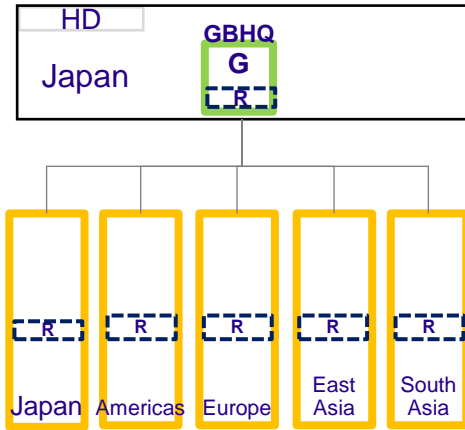 HD
GBHQ
G
Japan
R
R
R
R
R
R
Japan
Americas
Europe
East
Asia
South
Asia